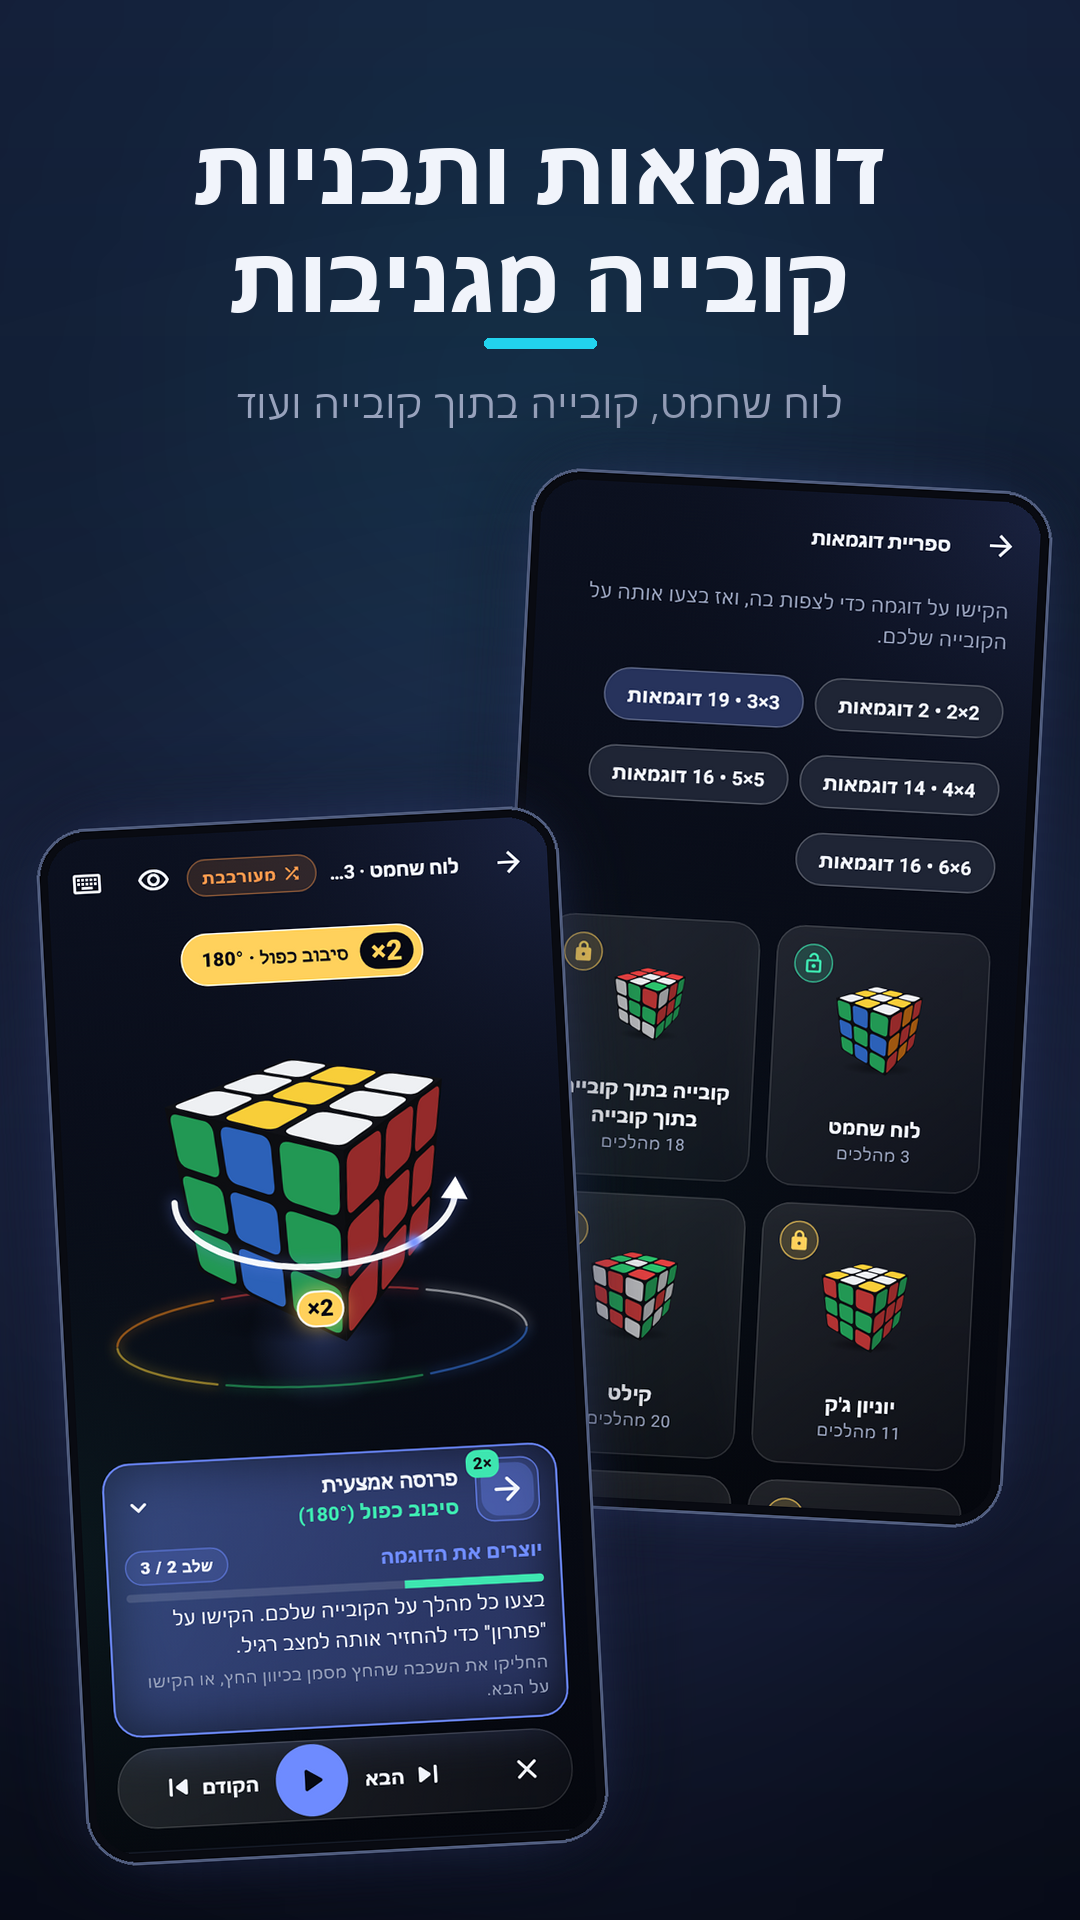 דוגמאות ותבניות
קובייה מגניבות
לוח שחמט, קובייה בתוך קובייה ועוד
ספריית דוגמאות
הקישו על דוגמה כדי לצפות בה, ואז בצעו אותה על
הקובייה שלכם.
2×2 • 2 דוגמאות
3×3 • 19 דוגמאות
4×4 • 14 דוגמאות
5×5 • 16 דוגמאות
6×6 • 16 דוגמאות
לוח שחמט
3 מהלכים
קובייה בתוך קובייה
בתוך קובייה
18 מהלכים
יוניון ג'ק
11 מהלכים
קילט
20 מהלכים
לוח שחמט · 3...
מעורבבת
×2 סיבוב כפול · 180°
×2
2×
פרוסה אמצעית
סיבוב כפול (180°)
יוצרים את הדוגמה
שלב 2 / 3
בצעו כל מהלך על הקובייה שלכם. הקישו על
"פתרון" כדי להחזיר אותה למצב רגיל.
החליקו את השכבה שהחץ מסמן בכיוון החץ, או הקישו
על הבא.
הבא
הקודם